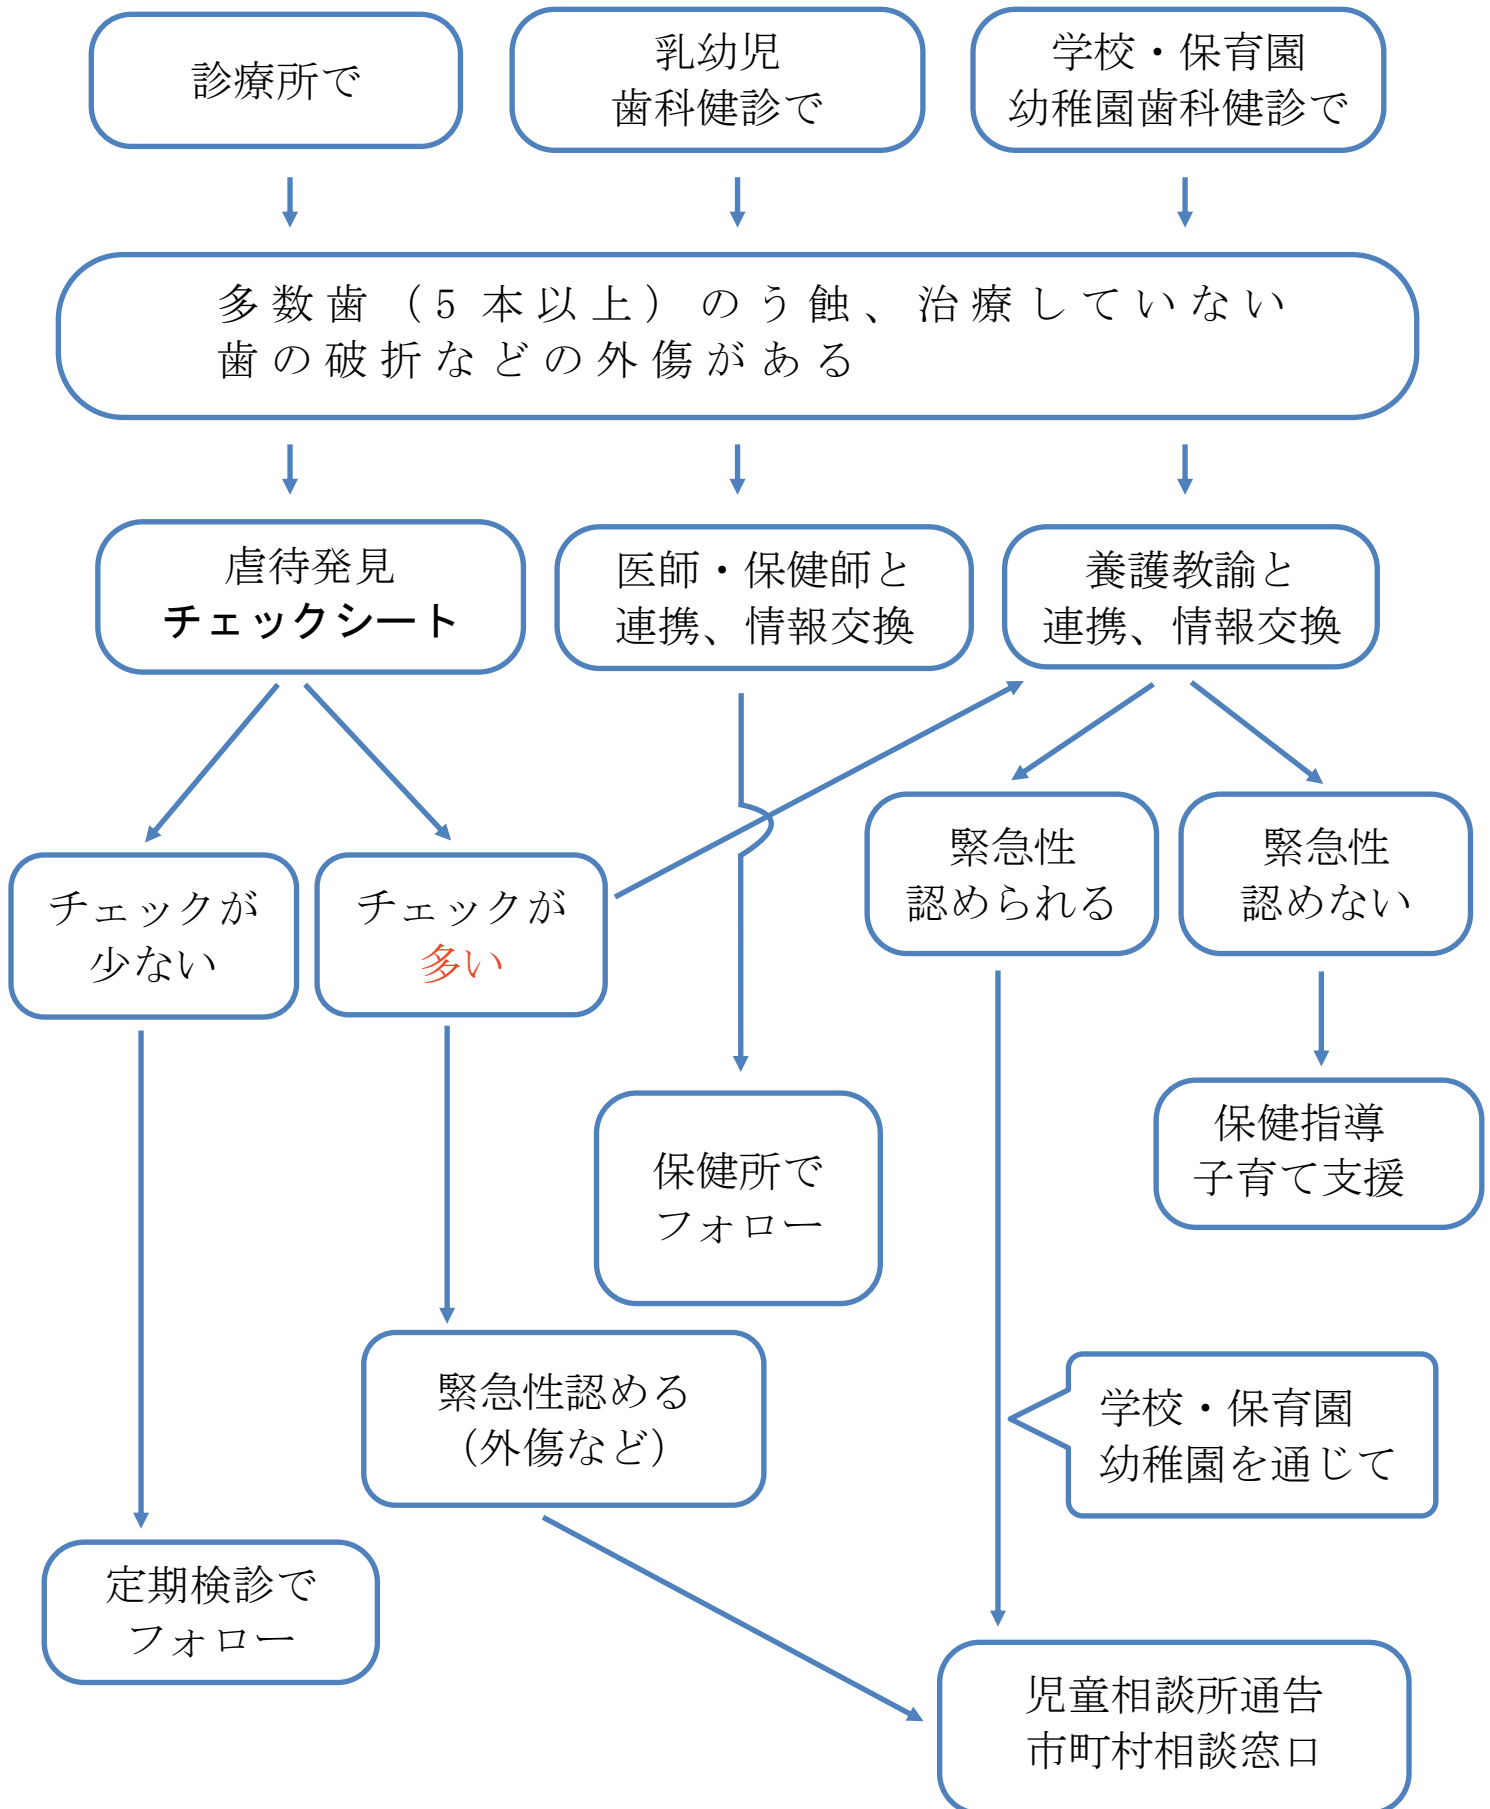 診療所で
乳幼児
歯科健診で
学校・保育園
幼稚園歯科健診で
多数歯（5本以上）のう蝕、治療していない
歯の破折などの外傷がある
虐待発見
チェックシート
医師・保健師と
連携、情報交換
養護教諭と
連携、情報交換
緊急性
認められる
緊急性
認めない
チェックが
少ない
チェックが
多い
保健指導
子育て支援
保健所で
フォロー
緊急性認める
（外傷など）
学校・保育園
幼稚園を通じて
定期検診で
フォロー
児童相談所通告
市町村相談窓口